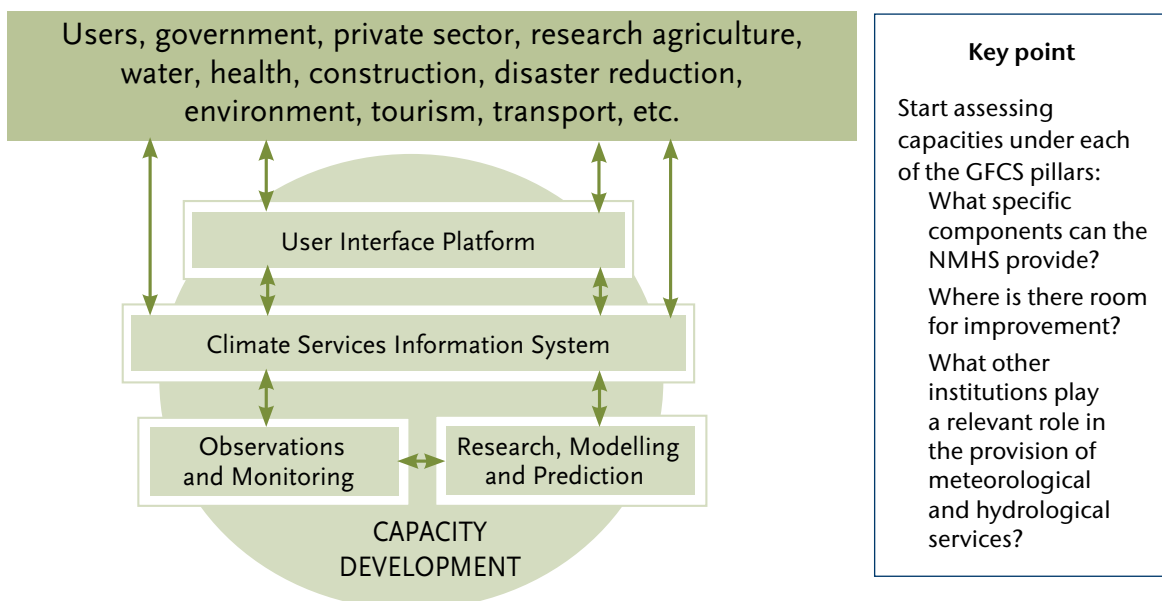 Users, government, private sector, research agriculture,
water, health, construction, disaster reduction,
environment, tourism, transport, etc.
User Interface Platform
Climate Services Information System
Observations
and Monitoring
Research, Modelling
and Prediction
CAPACITY
DEVELOPMENT
Key point
Start assessing
capacities under each
of the GFCS pillars:
What specific
components can the
NMHS provide?
Where is there room
for improvement?
What other
institutions play
a relevant role in
the provision of
meteorological
and hydrological
services?